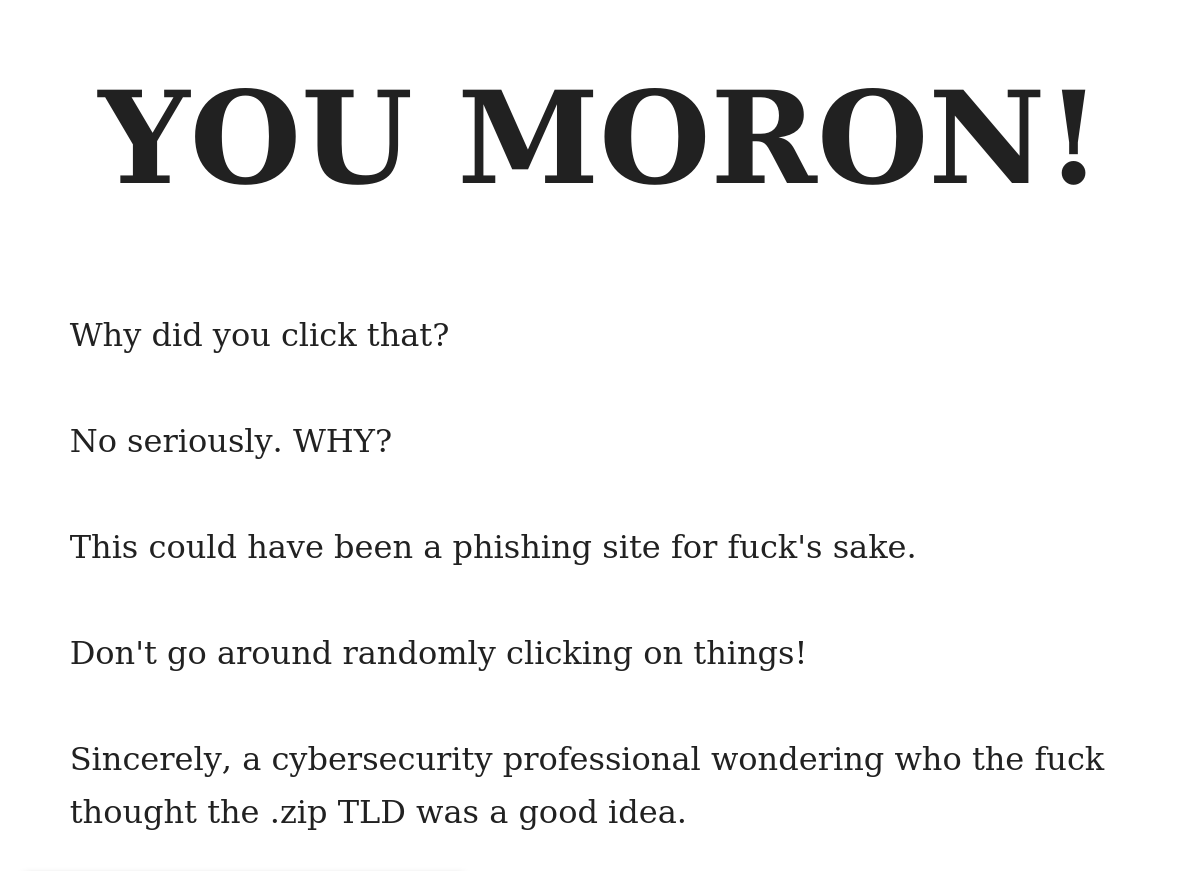 YOU MORON!
Why did you click that?
No seriously. WHY?
This could have been a phishing site for fuck's sake.
Don't go around randomly clicking on things!
Sincerely, a cybersecurity professional wondering who the fuck
thought the .zip TLD was a good idea.